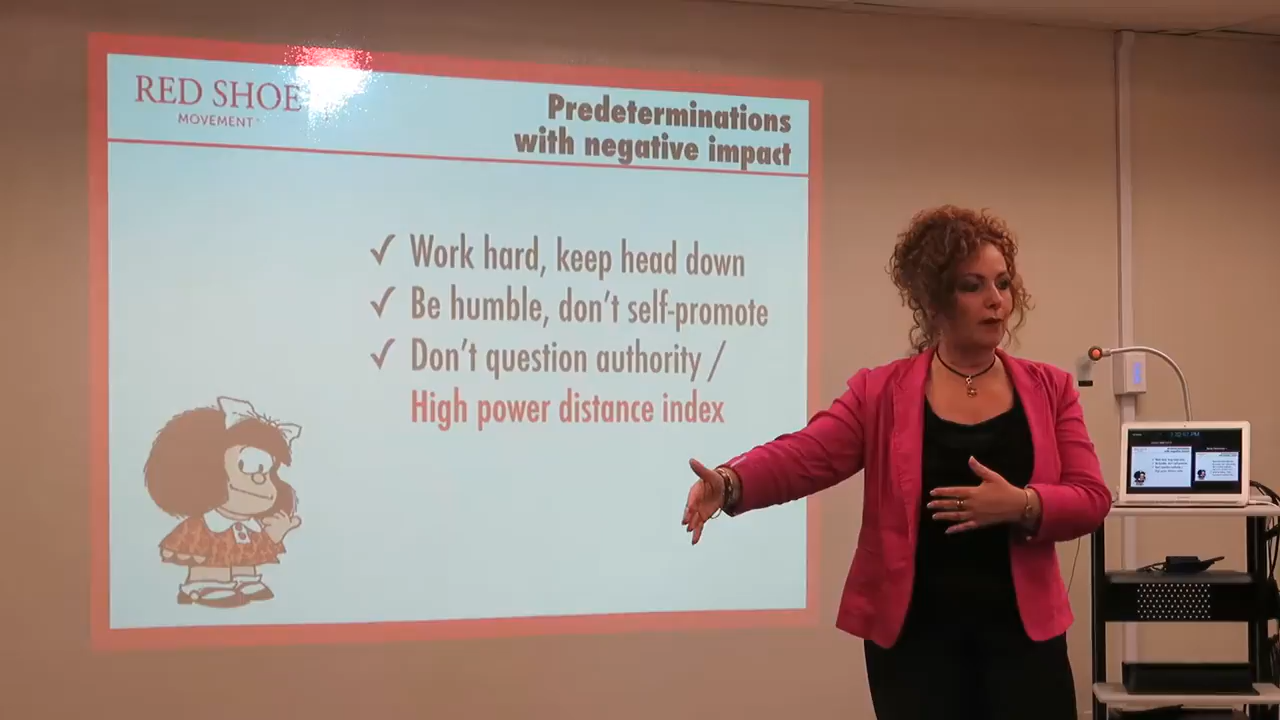 RED SHOE
MOVEMENT
Predeterminations
with negative impact
✓ Work hard, keep head down
✓ Be humble, don't self-promote
✓ Don't question authority /
High power distance index